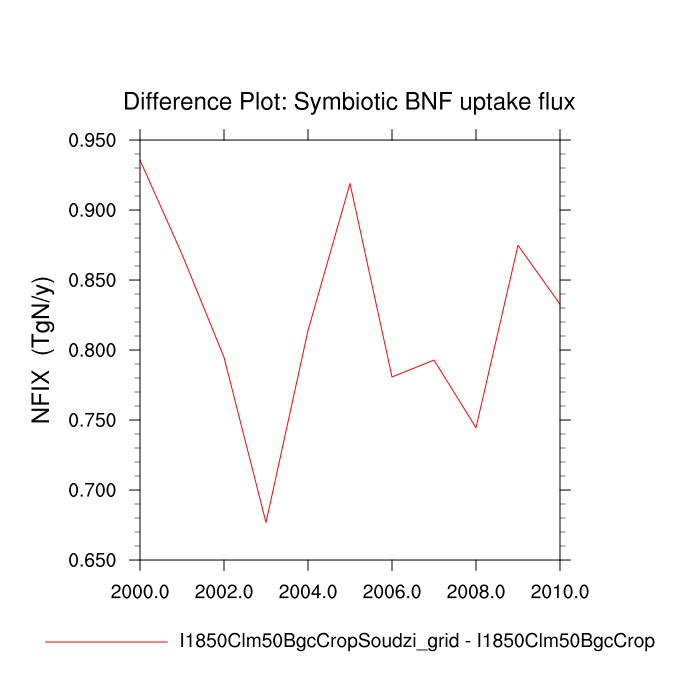 Difference Plot: Symbiotic BNF uptake flux
NFIX (TgN/y)
0.950
0.900
0.850
0.800
0.750
0.700
0.650
2000.0 2002.0 2004.0 2006.0 2008.0 2010.0
I1850Clm50BgcCropSoudzi_grid - I1850Clm50BgcCrop